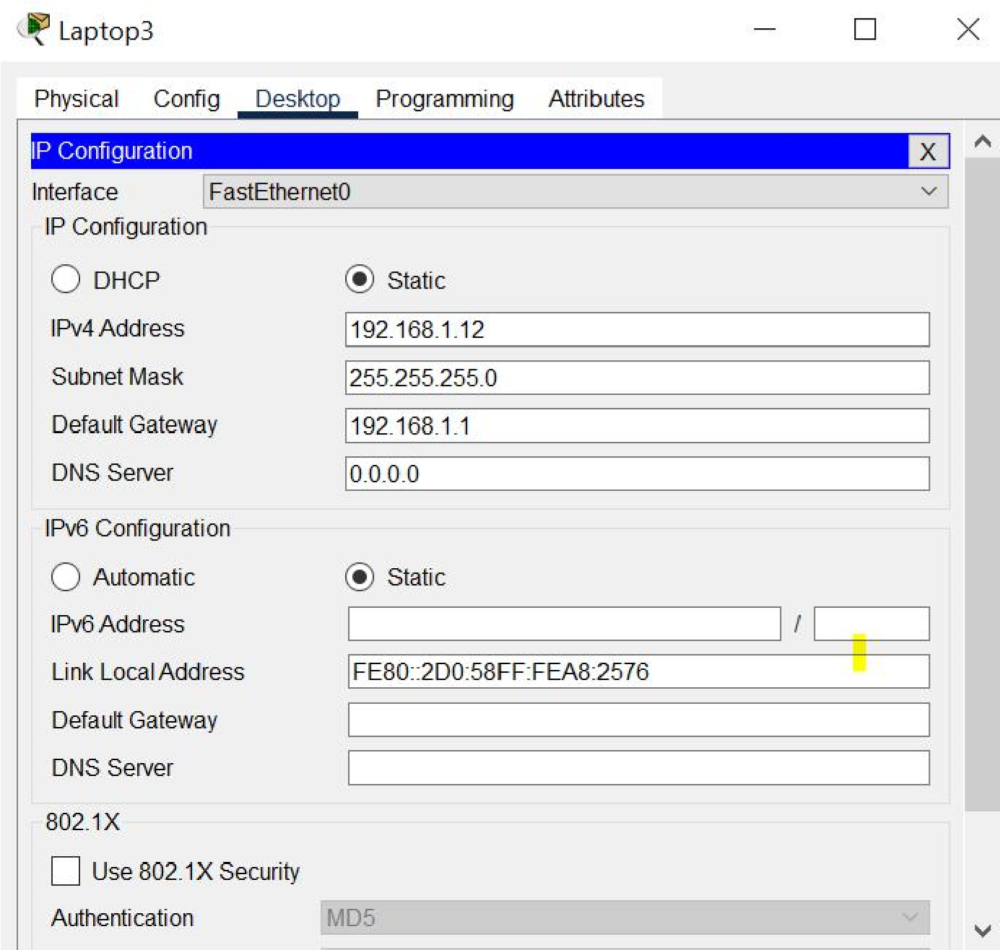 Laptop3
Physical Config Desktop Programming Attributes
IP Configuration X
Interface FastEthernet0
IP Configuration
DHCP Static
IPv4 Address 192.168.1.12
Subnet Mask 255.255.255.0
Default Gateway 192.168.1.1
DNS Server 0.0.0.0
IPv6 Configuration
Automatic Static
IPv6 Address /
Link Local Address FE80::2D0:58FF:FEA8:2576
Default Gateway
DNS Server
802.1X
Use 802.1X Security
Authentication MD5